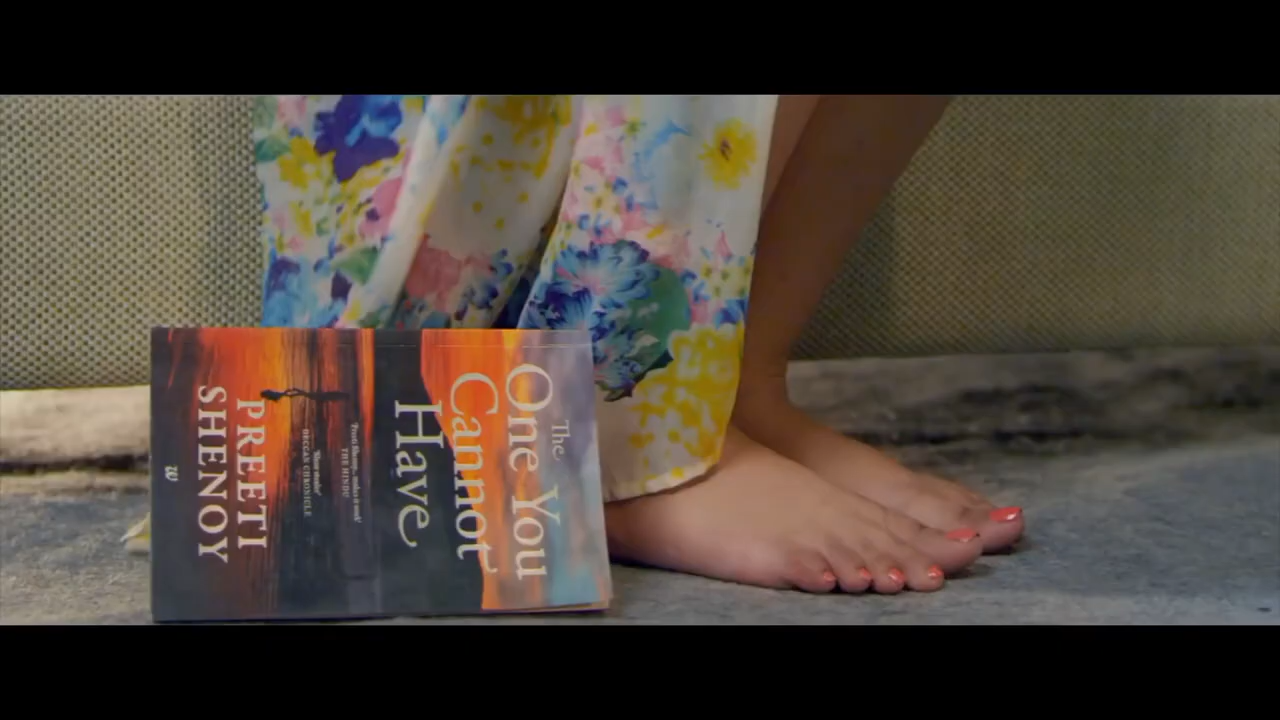 The
One You
Cannot
Have
THE HINDU
DECCAN CHRONICLE
PREETI
SHENOY
w